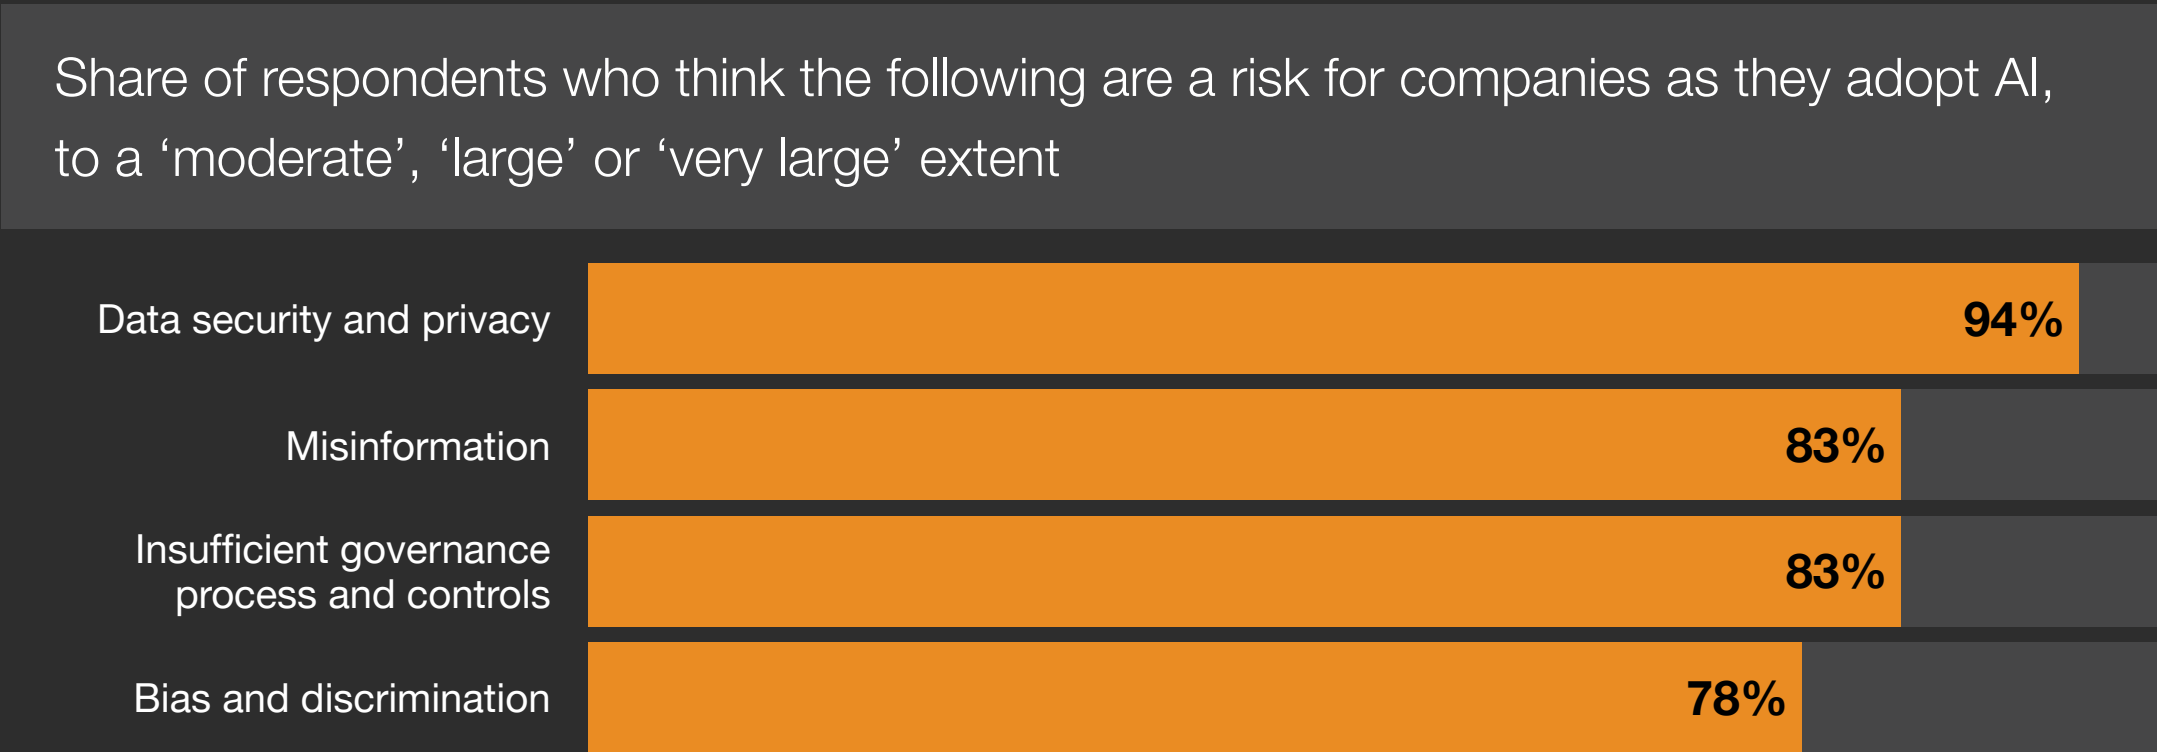 Share of respondents who think the following are a risk for companies as they adopt AI,
to a ‘moderate’, ‘large’ or ‘very large’ extent
Data security and privacy
94%
Misinformation
83%
Insufficient governance
process and controls
83%
Bias and discrimination
78%